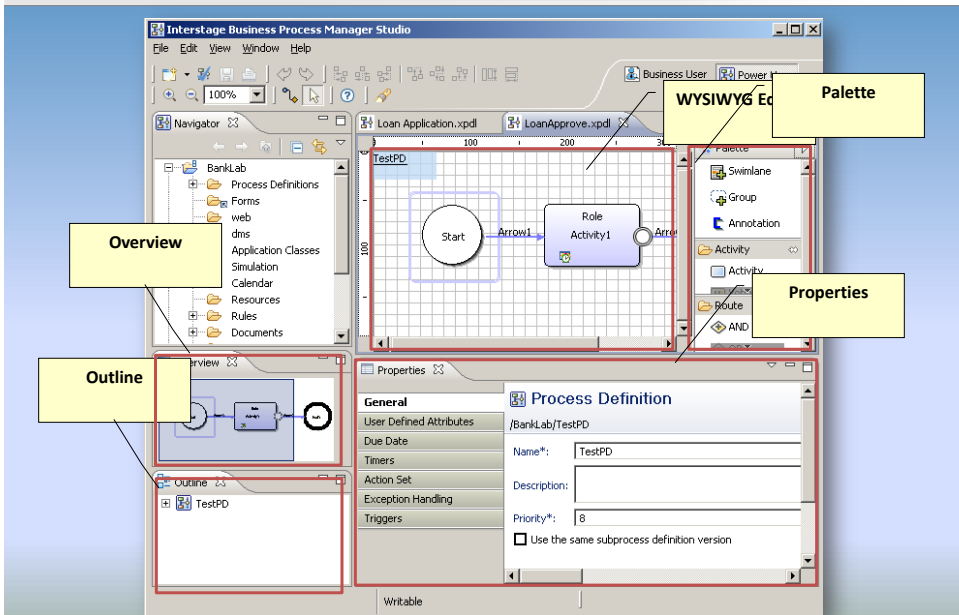 Interstage Business Process Manager Studio
File Edit View Window Help
100%
Business User
Power
WYSIWYG
Palette
Navigator
Loan Application.xpdl
LoanApprove.xpdl
100
200
BankLab
Process Definitions
Forms
web
dms
Application Classes
Simulation
Calendar
Resources
Rules
Documents
Overview
TestPD
Start
Arrow1
Role
Activity1
100
Palette
Swimlane
Group
Annotation
Activity
Activity
Properties
Route
AND
Outline
Outline
TestPD
Properties
General
User Defined Attributes
Due Date
Timers
Action Set
Exception Handling
Triggers
Process Definition
/BankLab/TestPD
Name*: TestPD
Description:
Priority*: 8
Use the same subprocess definition version
Writable